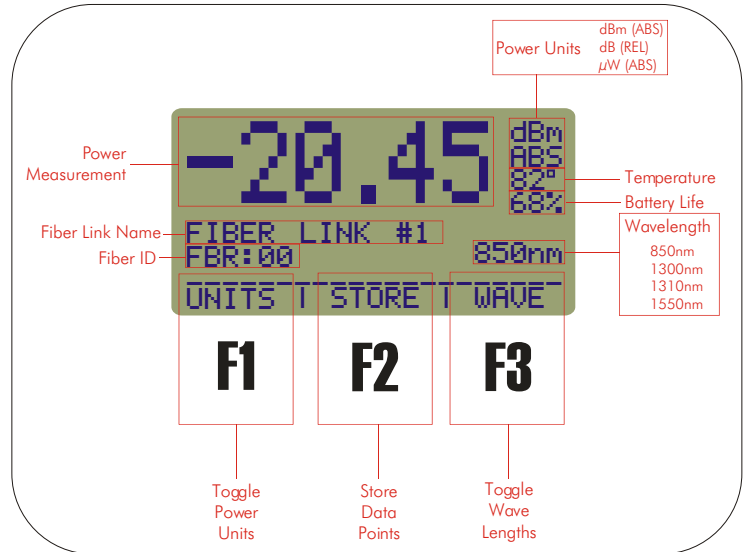 dBm (ABS)
Power Units dB (REL)
µW (ABS)
Power
Measurement
-20.45
dBm
ABS
82°
68%
Temperature
Battery Life
Fiber Link Name
FIBER LINK #1
Fiber ID
FBR:00
850nm
Wavelength
850nm
1300nm
1310nm
1550nm
UNITS | STORE | WAVE
F1 F2 F3
Toggle
Power
Units
Store
Data
Points
Toggle
Wave
Lengths